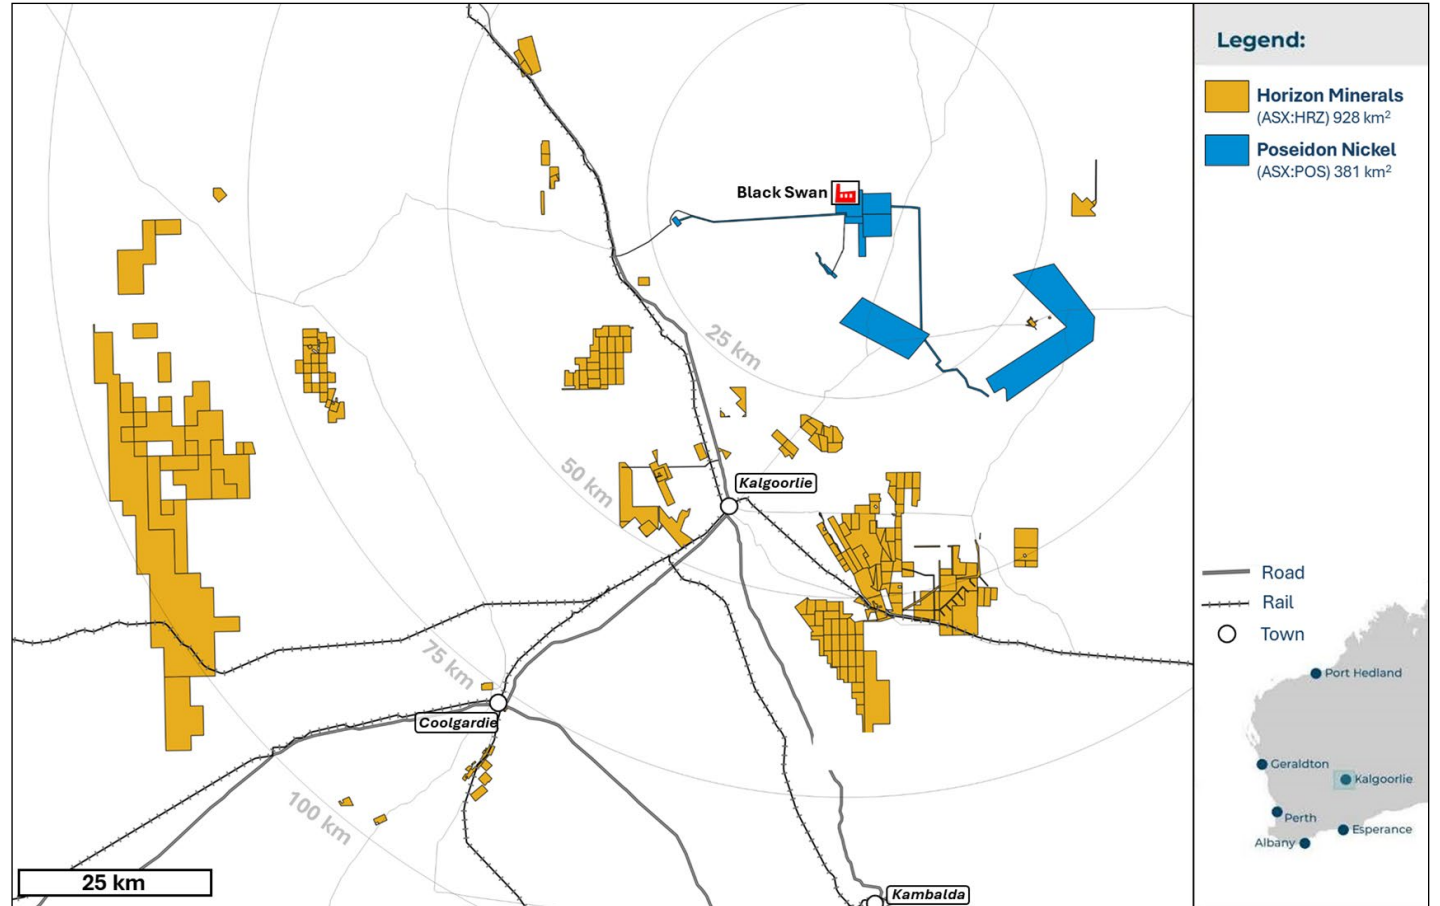 Legend:
Horizon Minerals
(ASX:HRZ) 928 km²
Poseidon Nickel
(ASX:POS) 381 km²
Black Swan
25 km
50 km
Kalgoorlie
75 km
Coolgardie
100 km
25 km
Kambalda
Road
Rail
Town
Port Hedland
Geraldton
Kalgoorlie
Perth
Esperance
Albany